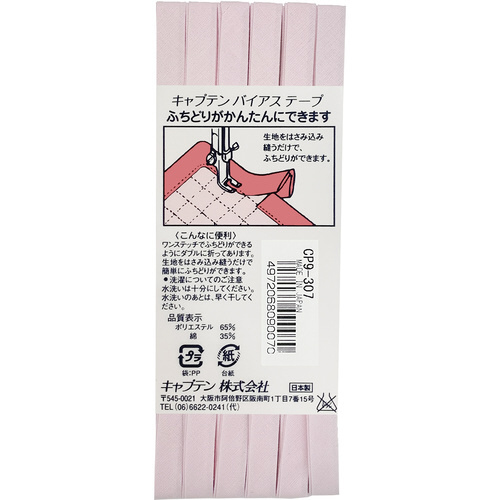 キャプテン バイアス テープ
ふちどりがかんたんにできます
生地をはさみ込み
縫うだけで、
ふちどりができます。
〈こんなに便利〉
ワンステッチでふちどりができる
ようにダブルに折ってあります。
生地をはさみ込み縫うだけで
簡単にふちどりができます。
●洗濯についてのご注意
水洗いは十分にしてください。
水洗いのあとは、早く干してく
ださい。
品質表示
ポリエステル 65%
綿 35%
プラ
袋:PP
紙
台紙
CP9-307
MADE IN JAPAN
4972068090070
キャプテン 株式会社
日本製
〒545-0021 大阪市阿倍野区阪南町1丁目7番15号
TEL (06)6622-0241(代)